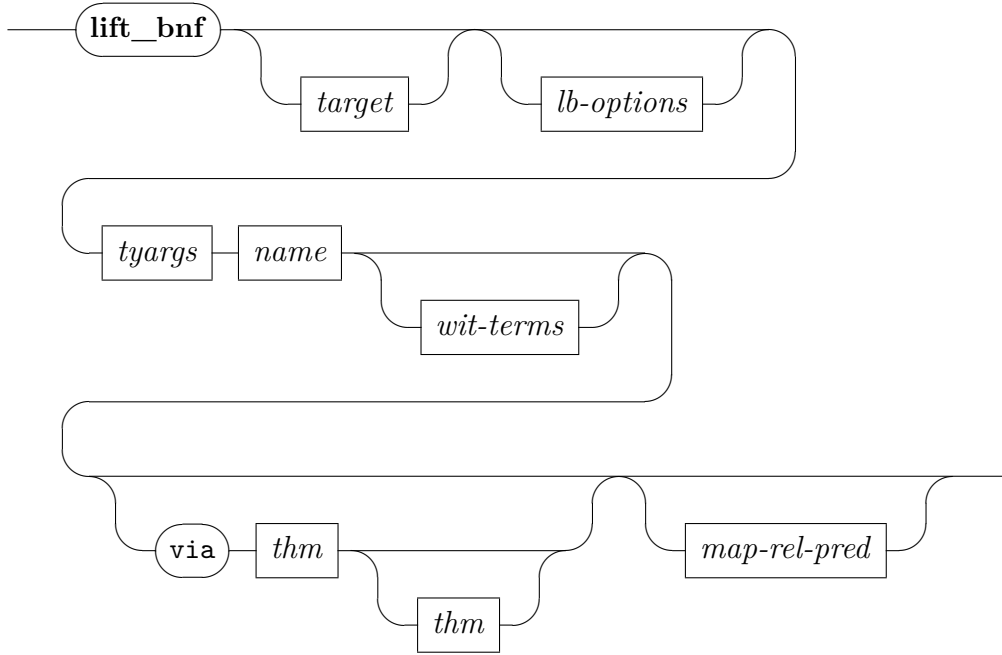 lift_bnf
target
lb-options
tyargs name
wit-terms
via thm
map-rel-pred
thm